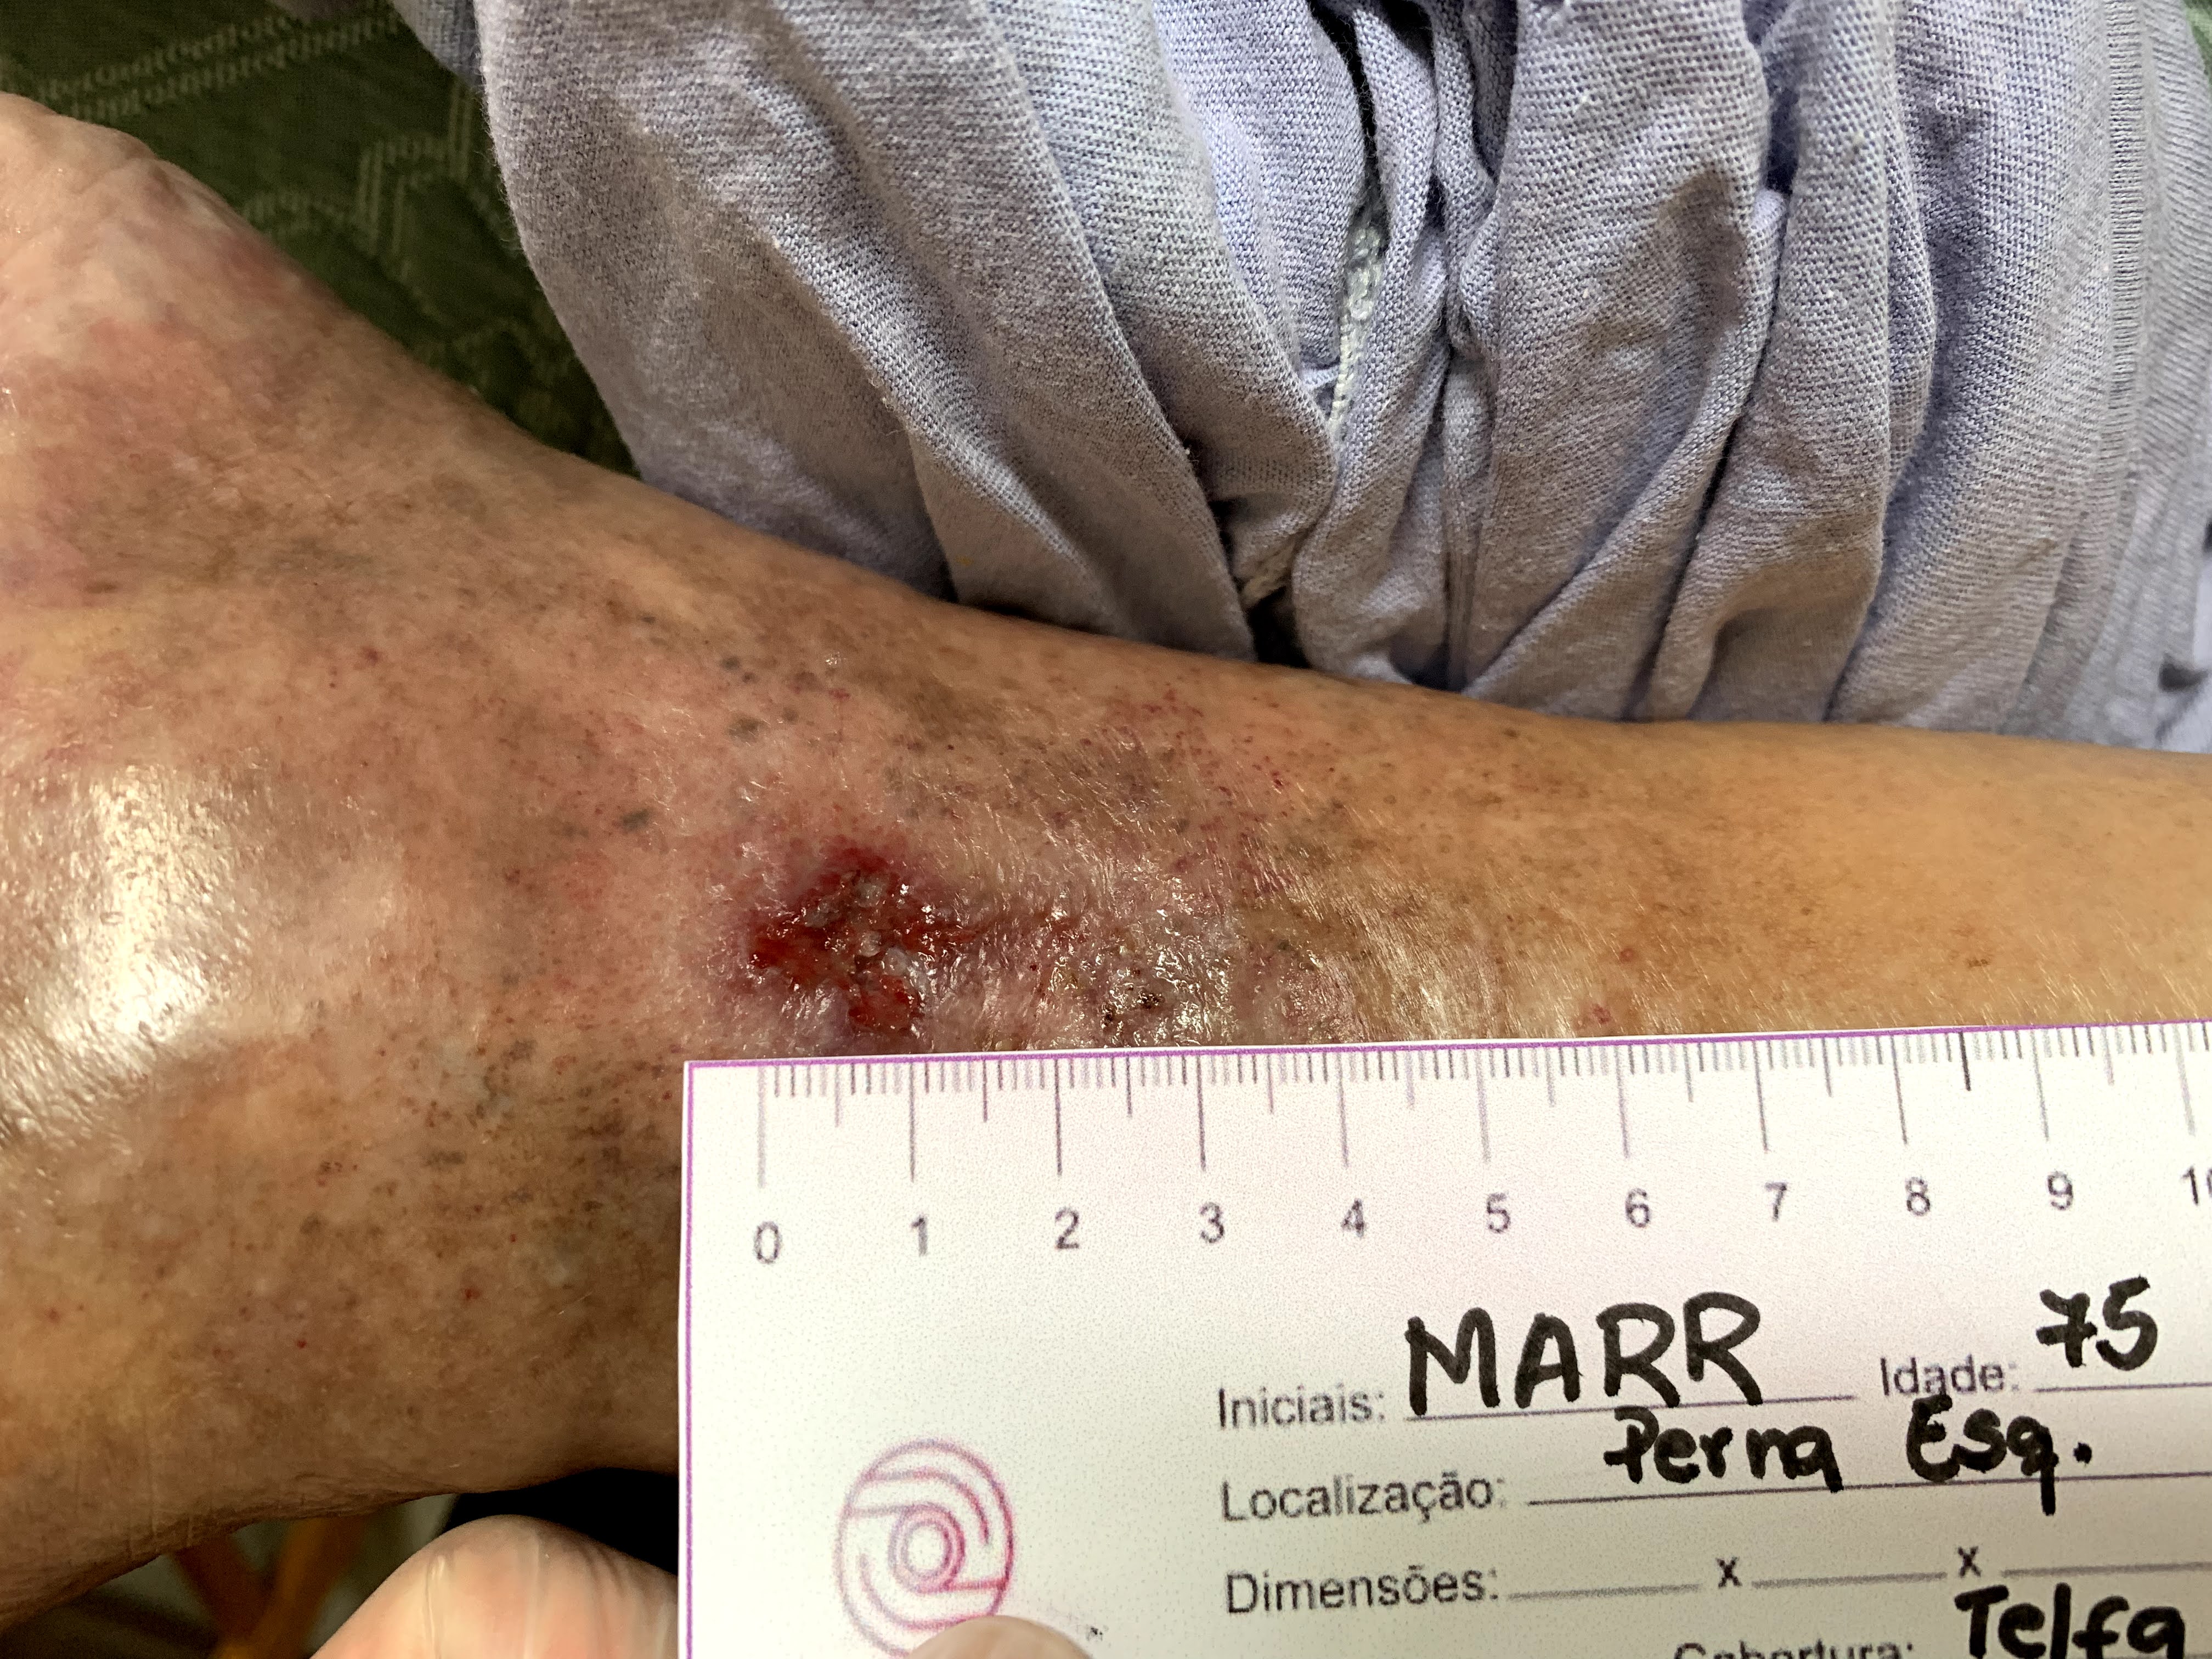 0 1 2 3 4 5 6 7 8 9
Iniciais: MARR Idade: 75
Localização: Perna Esq.
Dimensões: x x
Cobertura: Telfa